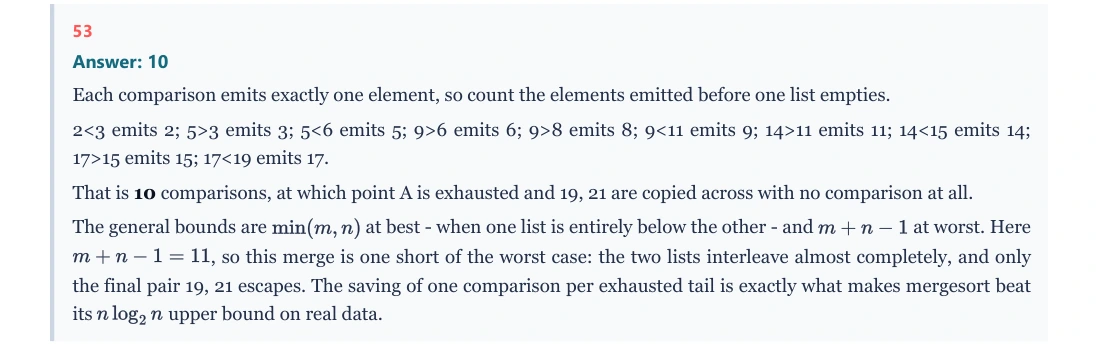 53
Answer: 10
Each comparison emits exactly one element, so count the elements emitted before one list empties.
2<3 emits 2; 5>3 emits 3; 5<6 emits 5; 9>6 emits 6; 9>8 emits 8; 9<11 emits 9; 14>11 emits 11; 14<15 emits 14;
17>15 emits 15; 17<19 emits 17.
That is 10 comparisons, at which point A is exhausted and 19, 21 are copied across with no comparison at all.
The general bounds are min(m, n) at best - when one list is entirely below the other - and m + n − 1 at worst. Here
m + n − 1 = 11, so this merge is one short of the worst case: the two lists interleave almost completely, and only
the final pair 19, 21 escapes. The saving of one comparison per exhausted tail is exactly what makes mergesort beat
its n log₂ n upper bound on real data.